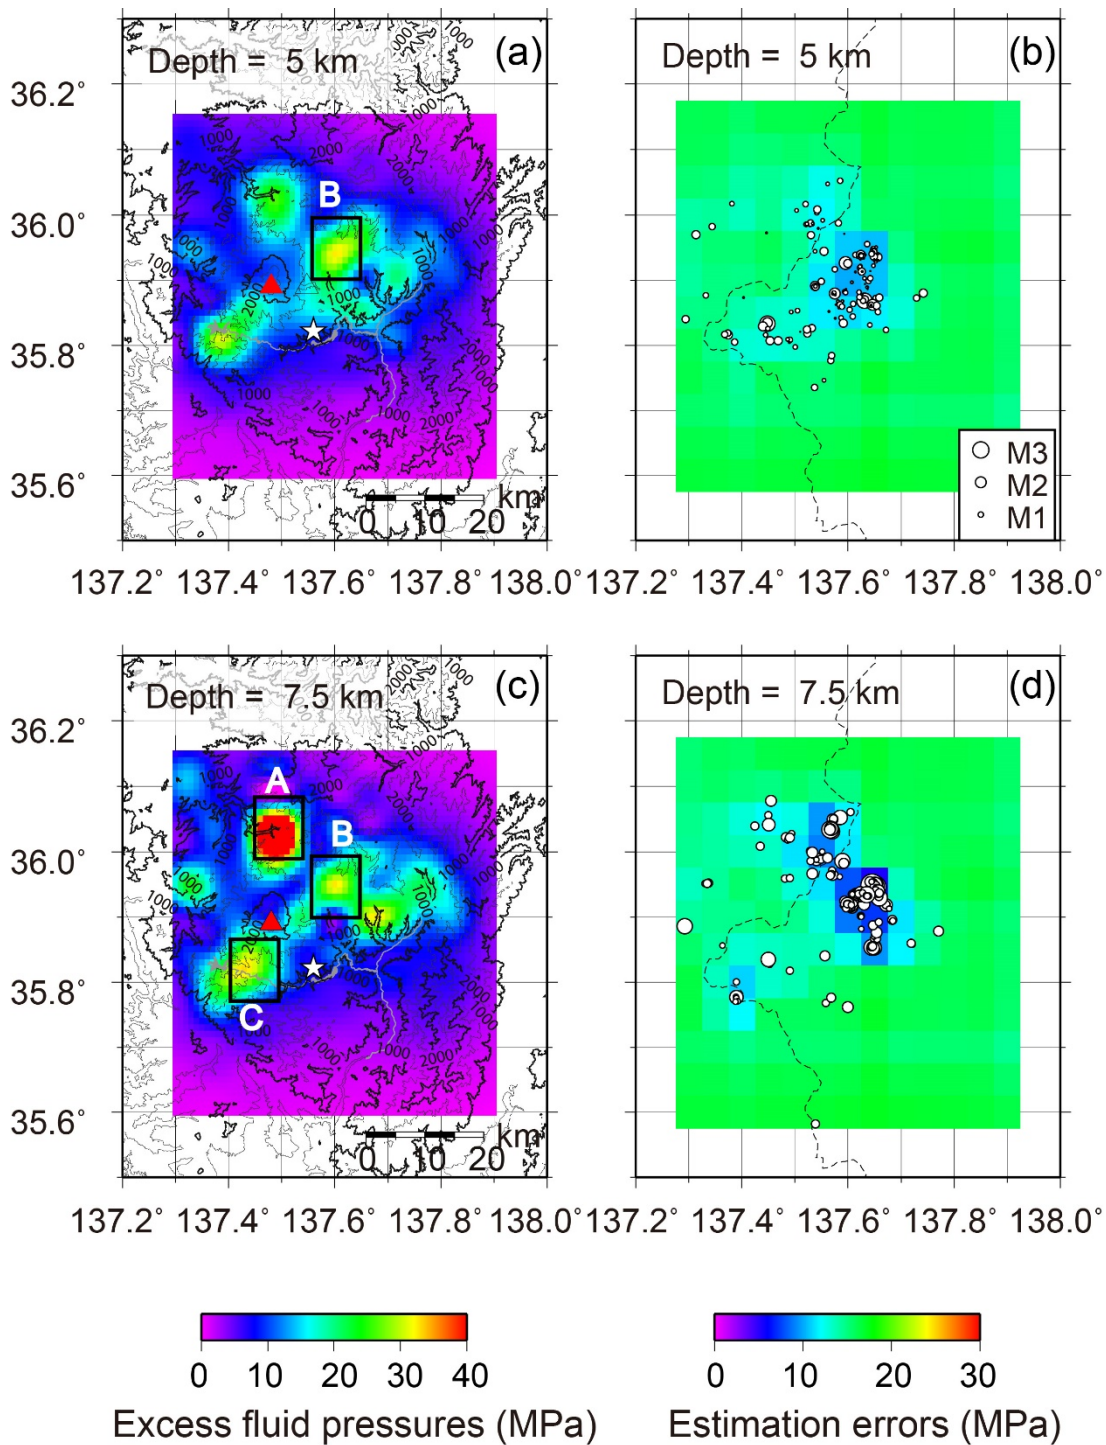 (a)
Depth = 5 km
B
1000
2000
km
0 10 20
36.2°
36.0°
35.8°
35.6°
137.2° 137.4° 137.6° 137.8° 138.0°
(b)
Depth = 5 km
M3
M2
M1
137.2° 137.4° 137.6° 137.8° 138.0°
(c)
Depth = 7.5 km
A
B
C
1000
2000
km
0 10 20
36.2°
36.0°
35.8°
35.6°
137.2° 137.4° 137.6° 137.8° 138.0°
(d)
Depth = 7.5 km
137.2° 137.4° 137.6° 137.8° 138.0°
0 10 20 30 40
Excess fluid pressures (MPa)
0 10 20 30
Estimation errors (MPa)